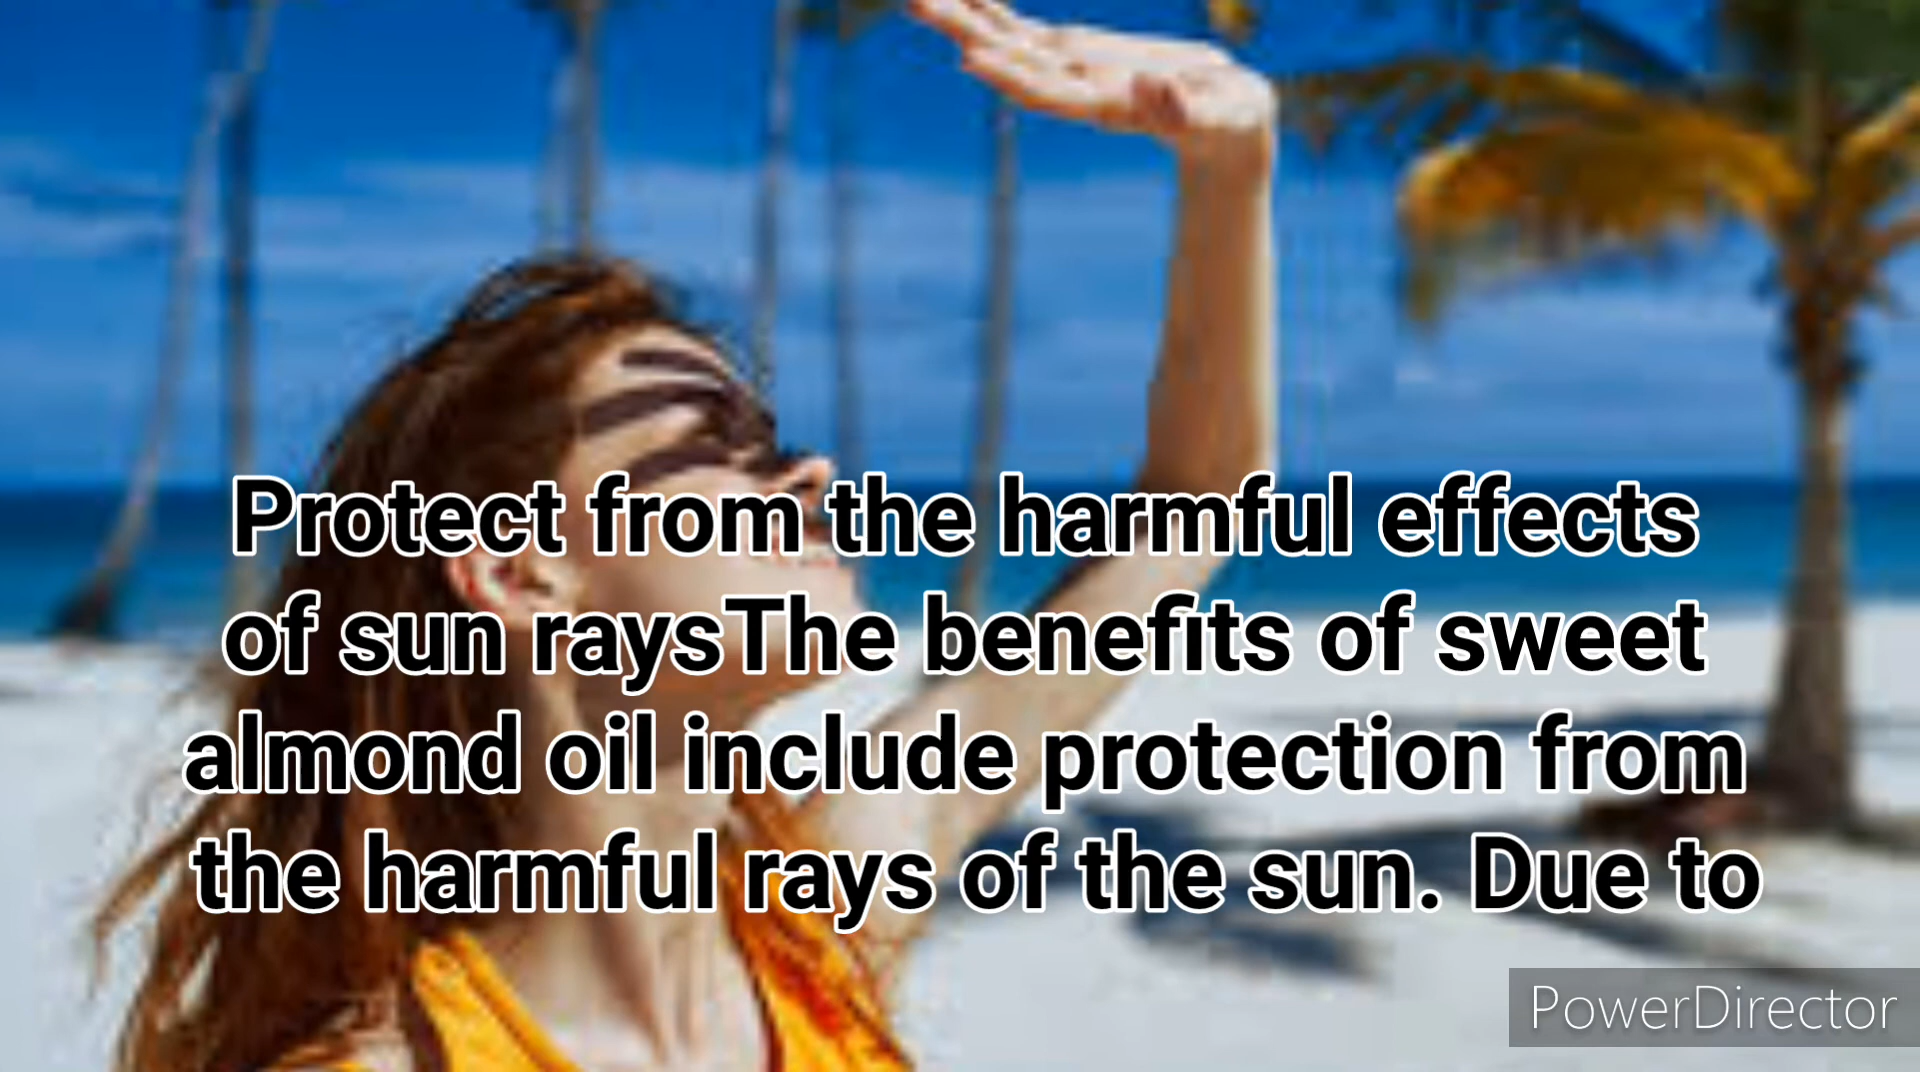 Protect from the harmful effects
of sun raysThe benefits of sweet
almond oil include protection from
the harmful rays of the sun. Due to
PowerDirector